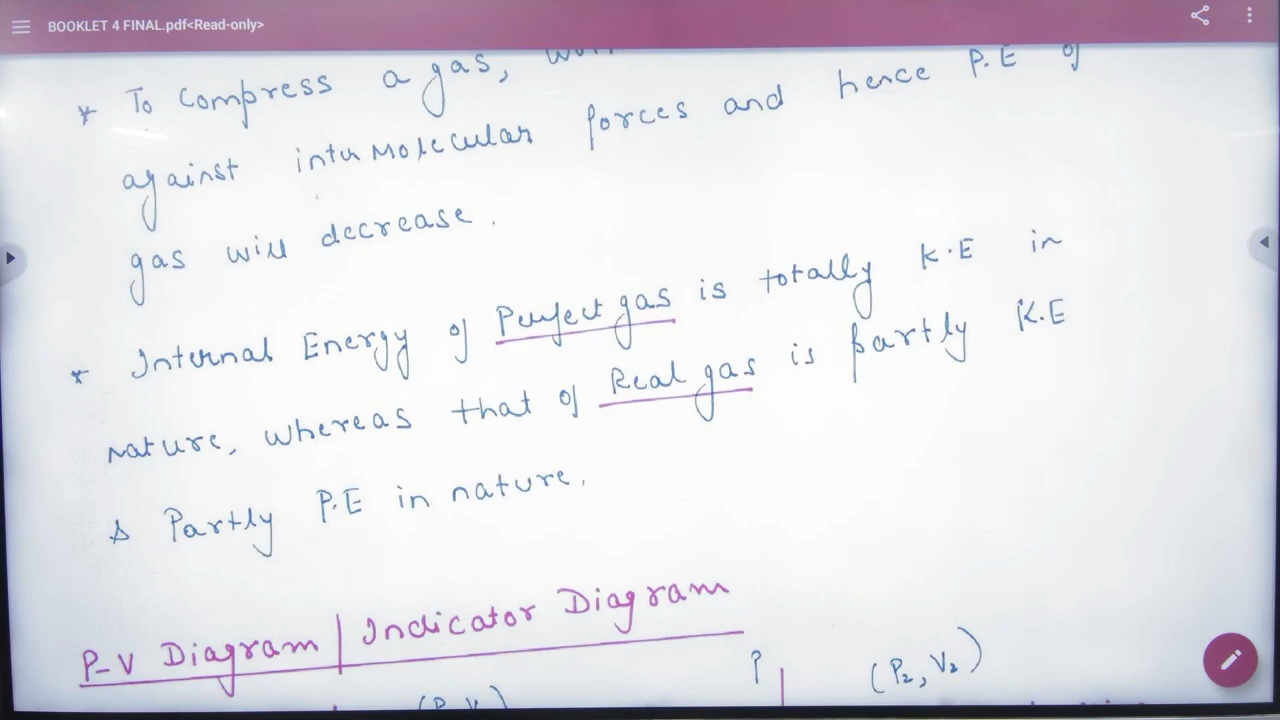 BOOKLET 4 FINAL.pdf<Read-only>
* To compress a gas,
against intermolecular forces and hence P.E of
gas will decrease.
* Internal Energy of Perfect gas is totally K.E in
nature, whereas that of Real gas is partly K.E
& Partly P.E in nature.
P-V Diagram | Indicator Diagram
P (P₂, V₂)